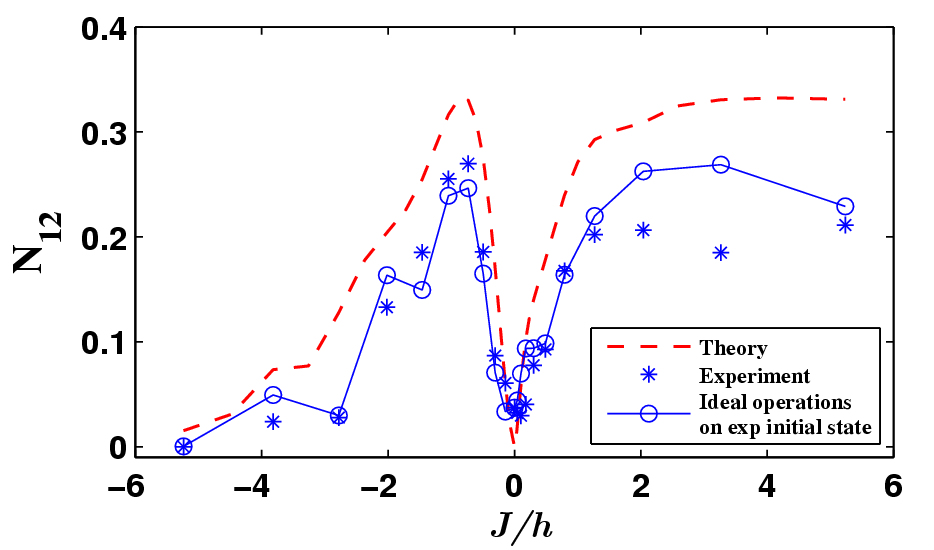 0.4
0.3
0.2
0.1
0
N12
−6
−4
−2
0
2
4
6
J/h
Theory
Experiment
Ideal operations
on exp initial state